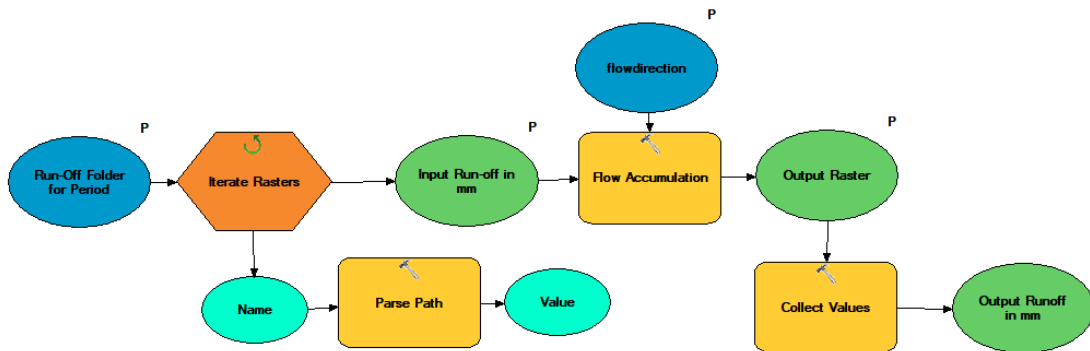 P
flowdirection
P
P
P
Run-Off Folder
for Period
Iterate Rasters
Input Run-off in
mm
Flow Accumulation
Output Raster
Name
Parse Path
Value
Collect Values
Output Runoff
in mm